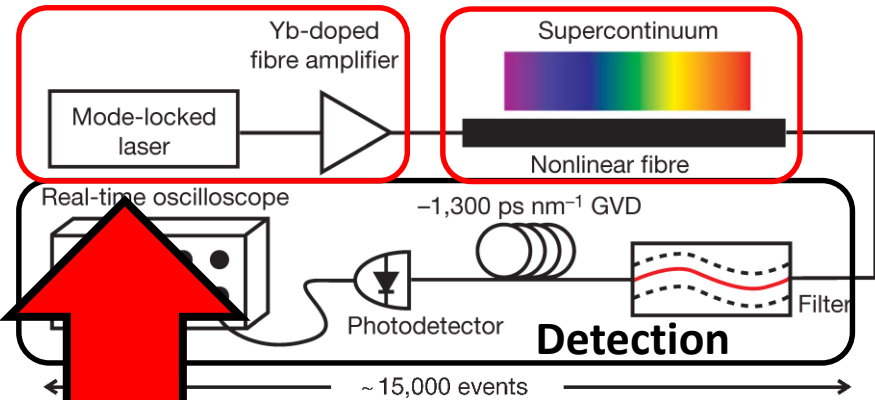 Yb-doped
fibre amplifier
Mode-locked
laser
Supercontinuum
Nonlinear fibre
Real-time oscilloscope
–1,300 ps nm⁻¹ GVD
Photodetector
Filter
Detection
~ 15,000 events